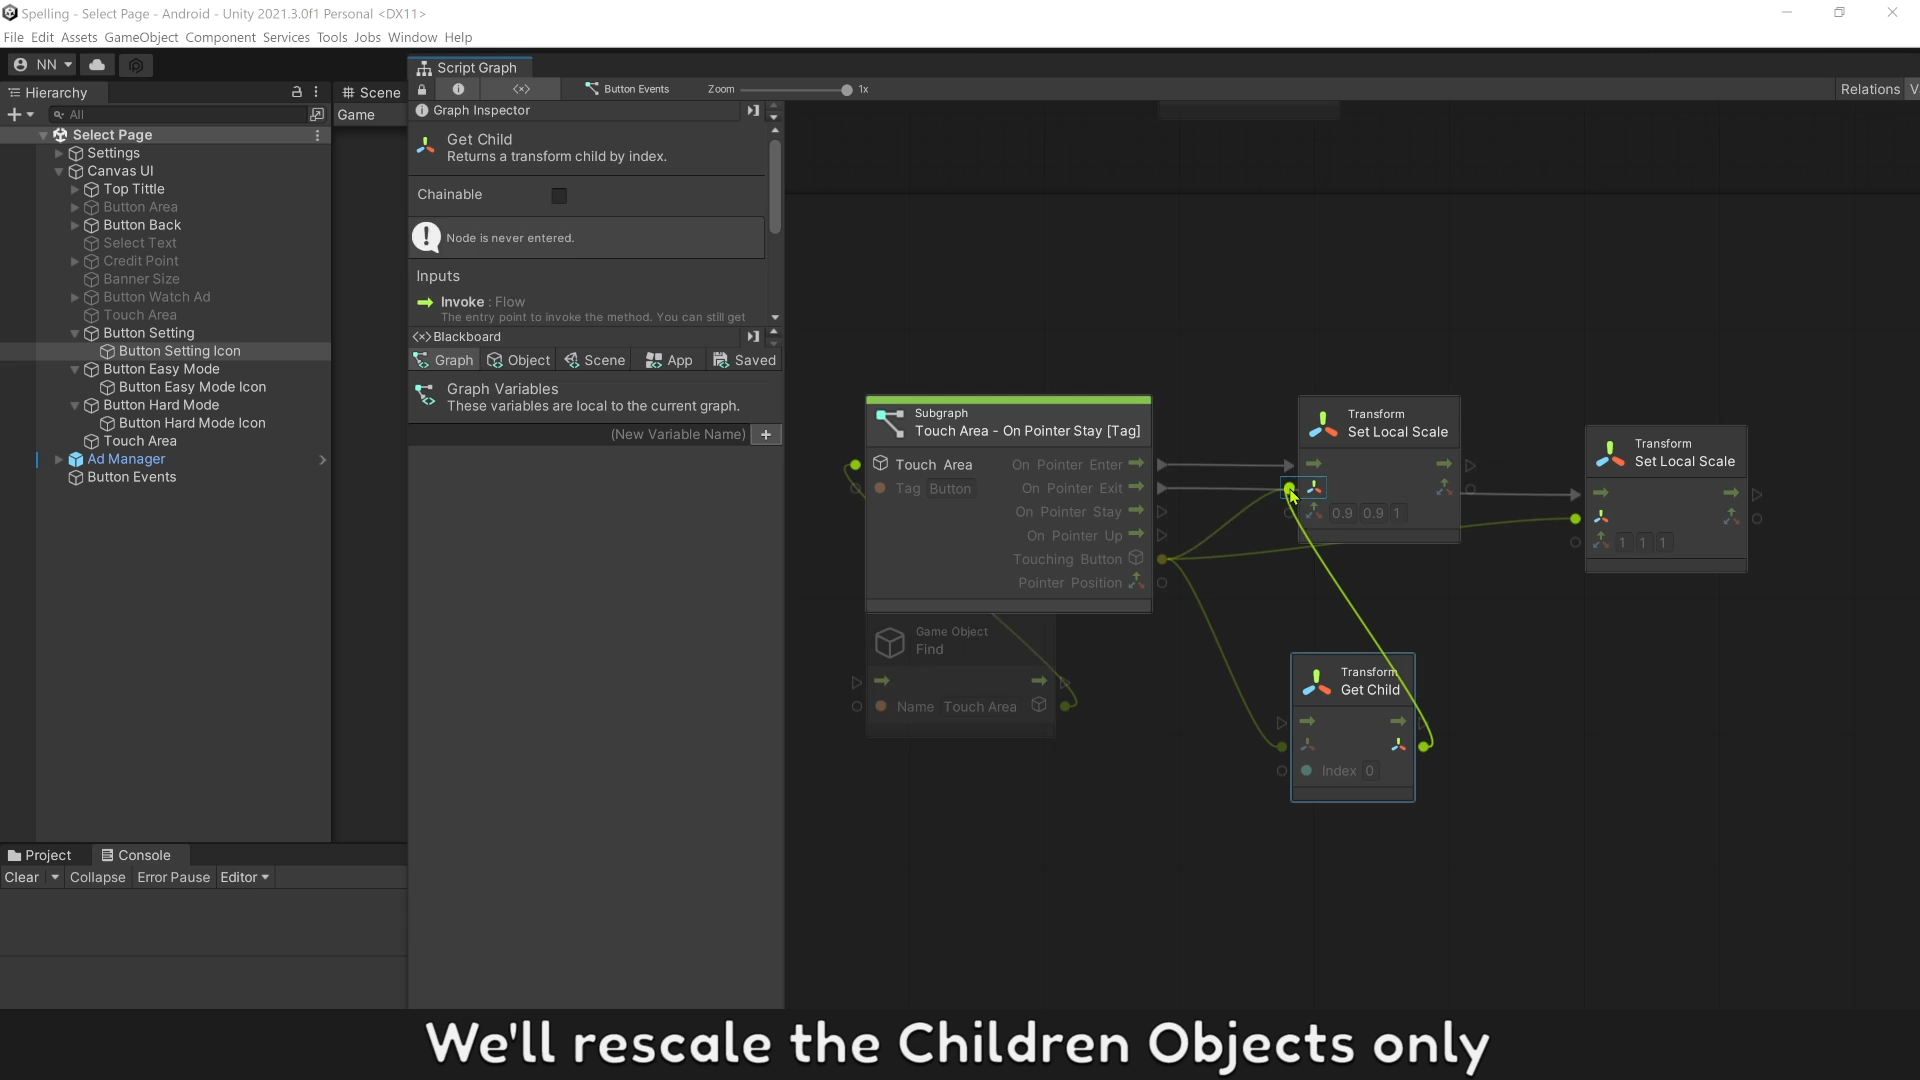 Spelling - Select Page - Android - Unity 2021.3.0f1 Personal <DX11>
File Edit Assets GameObject Component Services Tools Jobs Window Help
NN
Script Graph
Hierarchy
# Scene
<×>
Button Events
Zoom
1x
Relations
V
All
Game
Graph Inspector
Select Page
Settings
Canvas UI
Top Tittle
Button Area
Button Back
Select Text
Credit Point
Banner Size
Button Watch Ad
Touch Area
Button Setting
Button Setting Icon
Button Easy Mode
Button Easy Mode Icon
Button Hard Mode
Button Hard Mode Icon
Touch Area
Ad Manager
Button Events
Get Child
Returns a transform child by index.
Chainable
Node is never entered.
Inputs
Invoke : Flow
The entry point to invoke the method. You can still get
<×> Blackboard
Graph Object Scene App Saved
Graph Variables
These variables are local to the current graph.
(New Variable Name) +
Subgraph
Touch Area - On Pointer Stay [Tag]
Touch Area On Pointer Enter
Tag Button On Pointer Exit
On Pointer Stay
On Pointer Up
Touching Button
Pointer Position
Game Object
Find
Name Touch Area
Transform
Set Local Scale
0.9 0.9 1
Transform
Set Local Scale
1 1 1
Transform
Get Child
Index 0
Project Console
Clear Collapse Error Pause Editor
We'll rescale the Children Objects only